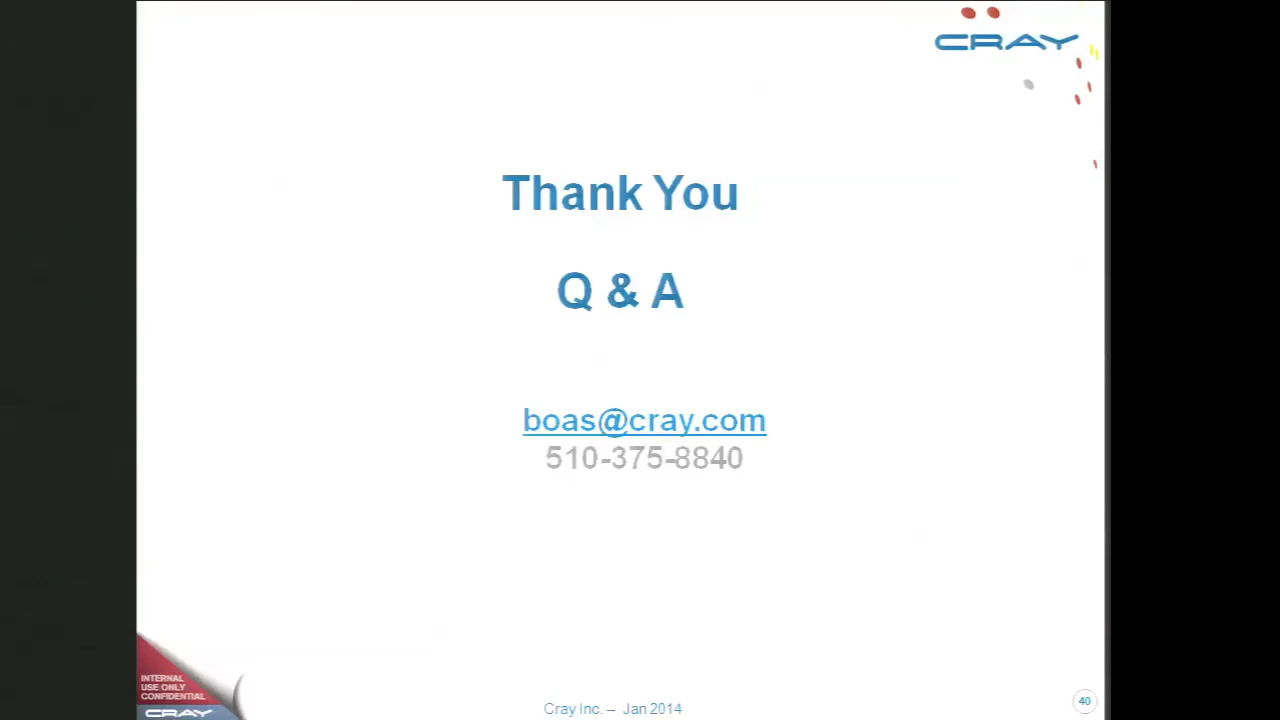 CRAY
Thank You
Q & A
boas@cray.com
510-375-8840
INTERNAL
USE ONLY
CONFIDENTIAL
CRAY
Cray Inc. – Jan 2014
40